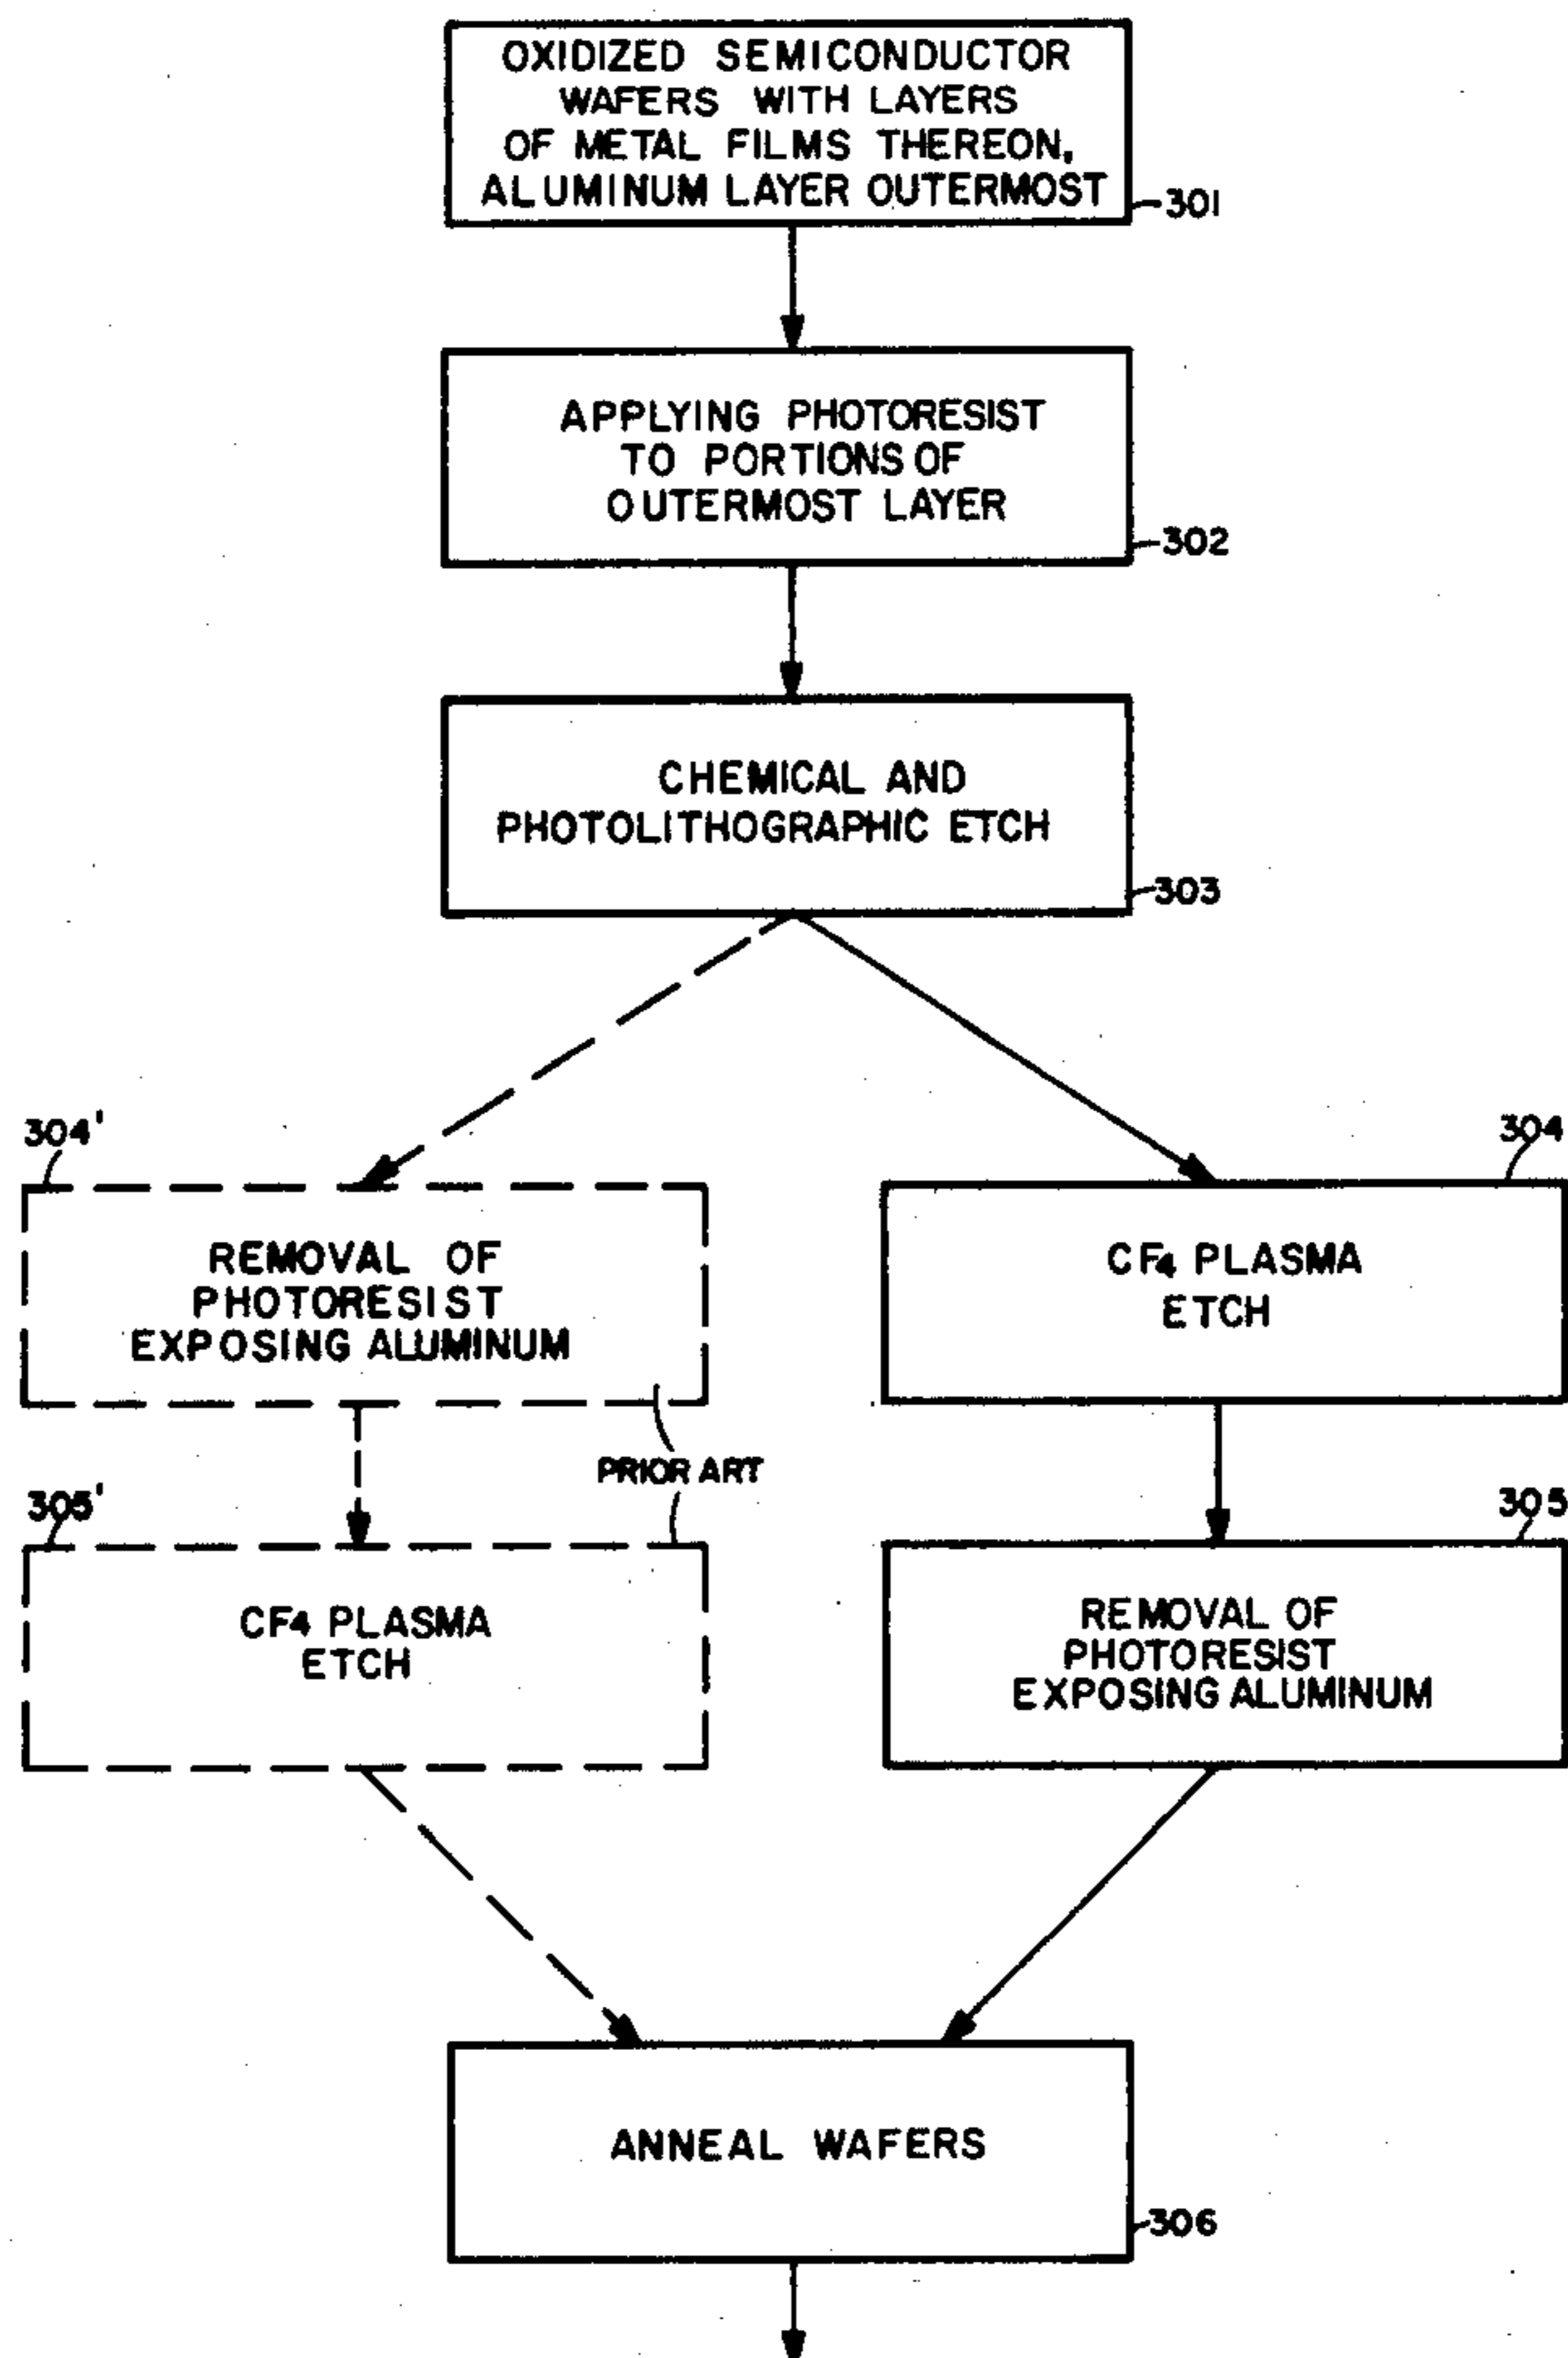 OXIDIZED SEMICONDUCTOR
WAFERS WITH LAYERS
OF METAL FILMS THEREON,
ALUMINUM LAYER OUTERMOST
301
APPLYING PHOTORESIST
TO PORTIONS OF
OUTERMOST LAYER
302
CHEMICAL AND
PHOTOLITHOGRAPHIC ETCH
303
304'
REMOVAL OF
PHOTORESIST
EXPOSING ALUMINUM
304
CF4 PLASMA
ETCH
PRIOR ART
305'
CF4 PLASMA
ETCH
305
REMOVAL OF
PHOTORESIST
EXPOSING ALUMINUM
ANNEAL WAFERS
306